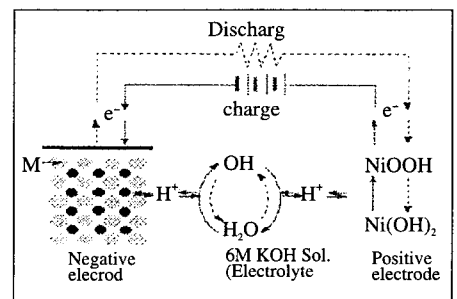 Discharg
charge
e⁻ e⁻
M
OH NiOOH
H⁺ H⁺
H₂O Ni(OH)₂
Negative
elecrod
6M KOH Sol.
(Electrolyte
Positive
electrode